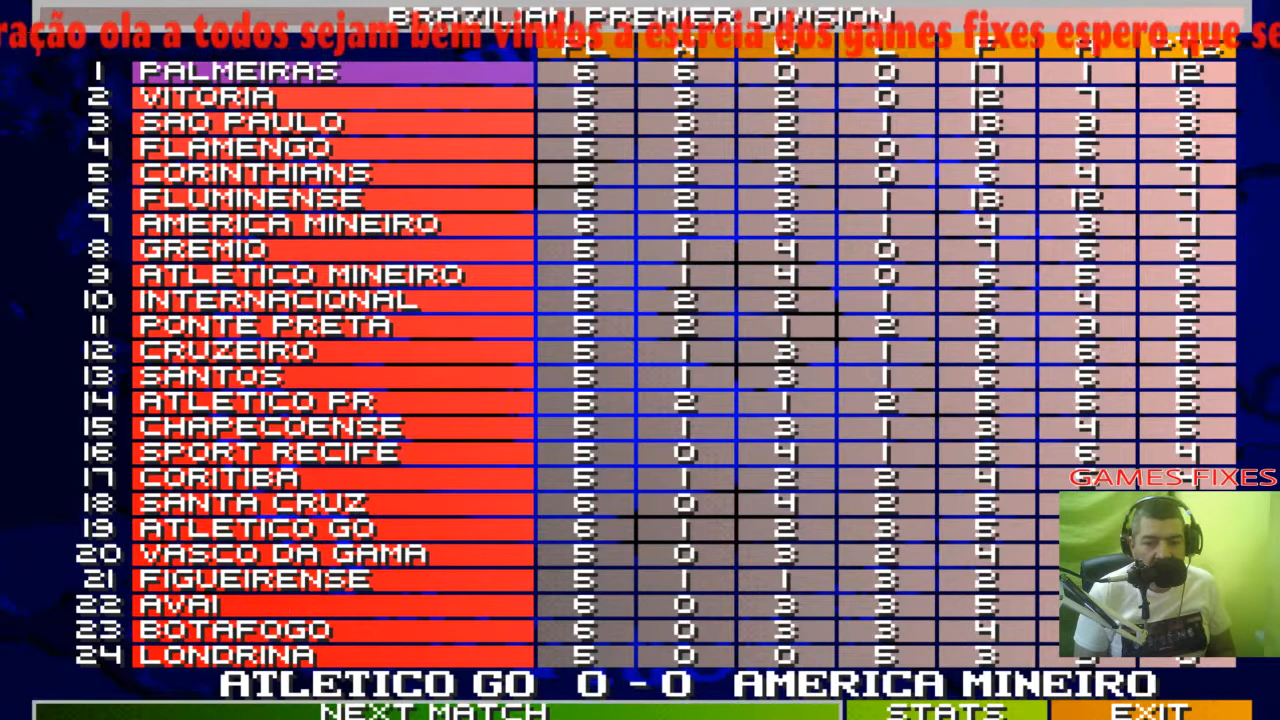 BRAZILIAN PREMIER DIVISION
ração ola a todos sejam bem vindos a estreia dos games fixes espero que se
1 PALMEIRAS 6 6 0 0 17 1 12
2 VITORIA 5 3 2 0 12 7 8
3 SAO PAULO 6 3 2 1 12 9 8
4 FLAMENGO 5 3 2 0 9 5 8
5 CORINTHIANS 5 2 3 0 6 4 7
6 FLUMINENSE 6 2 3 1 12 12 7
7 AMERICA MINEIRO 6 2 3 1 4 3 7
8 GREMIO 5 1 4 0 7 6 6
9 ATLETICO MINEIRO 5 1 4 0 6 5 6
10 INTERNACIONAL 5 2 2 1 5 4 6
11 PONTE PRETA 5 2 1 2 9 9 5
12 CRUZEIRO 5 1 3 1 6 6 5
13 SANTOS 5 1 3 1 6 6 5
14 ATLETICO PR 5 2 1 2 5 5 5
15 CHAPECOENSE 5 1 3 1 3 4 5
16 SPORT RECIFE 5 0 4 1 5 4
17 CORITIBA 5 1 2 2 4
18 SANTA CRUZ 6 0 4 2 5
19 ATLETICO GO 6 1 2 3 5
20 VASCO DA GAMA 5 0 3 2 4
21 FIGUEIRENSE 5 1 1 3 2
22 AVAI 6 0 3 3 5
23 BOTAFOGO 6 0 3 3 4
24 LONDRINA 5 0 0 5 3
GAMES FIXES
ATLETICO GO 0 - 0 AMERICA MINEIRO
NEXT MATCH STATS EXIT